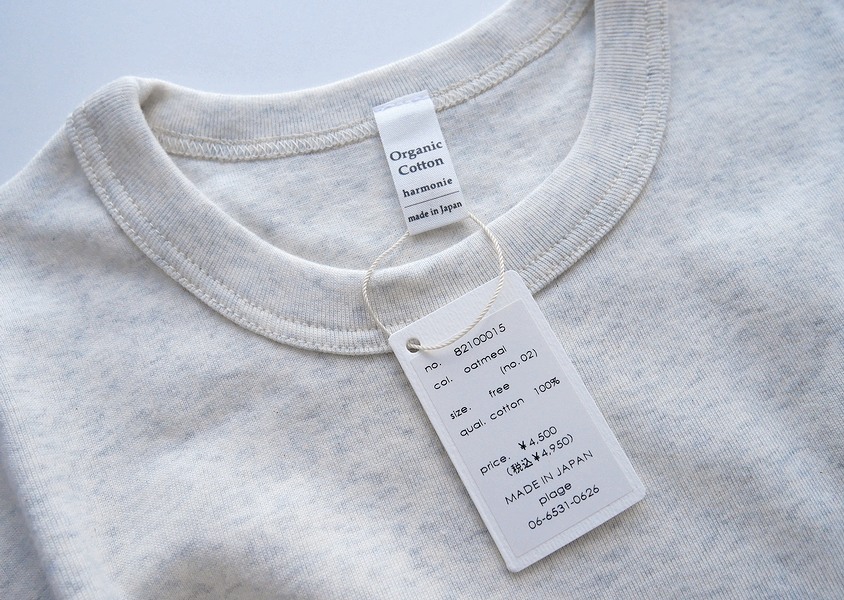 Organic
Cotton
harmonie
made in Japan
no. 82100015
col. oatmeal
(no.02)
size. free
qual. cotton 100%
price. ¥4,500
(税込¥4,950)
MADE IN JAPAN
plage
06-6531-0626